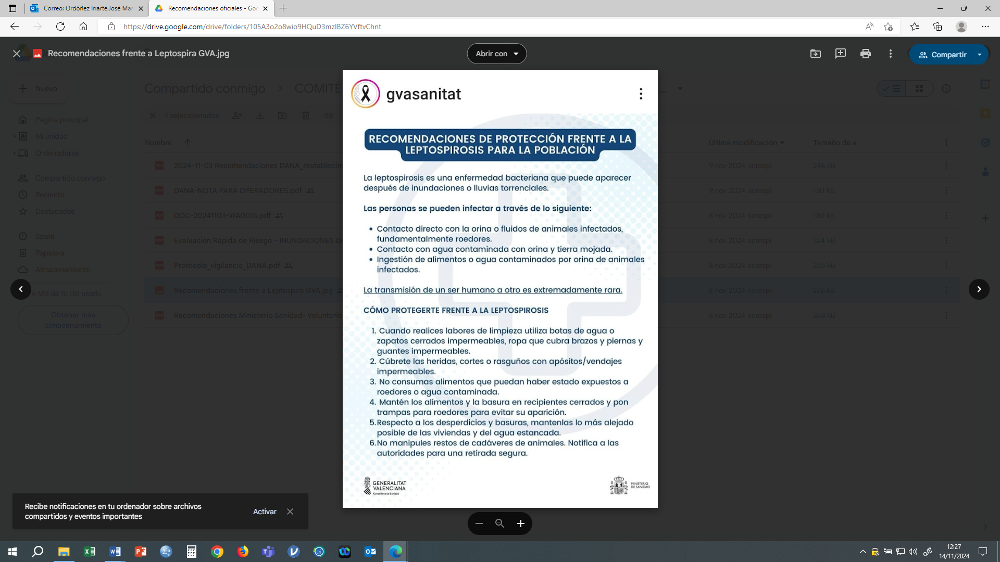 Correo: Ordóñez Iriarte.José Mar
Recomendaciones oficiales - Goo
https://drive.google.com/drive/folders/105A3o2o8wio9HQuD3mzlBZ6YVftvChnt
Recomendaciones frente a Leptospira GVA.jpg
Abrir con
Compartir
Nuevo
Compartido conmigo
COMITÉ
1 seleccionados
Página principal
Mi unidad
Ordenadores
Compartido conmigo
Reciente
Destacados
Spam
Papelera
Almacenamiento
6 MB de 15 GB usado
Obtener más
almacenamiento
Nombre
Última modificación
Tamaño de a
2024-11-03 Recomendaciones DANA_restablecim
9 nov 2024 screspi
246 kB
DANA-NOTA PARA OPERADORES.pdf
9 nov 2024 screspi
130 kB
DOC-20241103-WA0015.pdf
8 nov 2024 screspi
130 kB
Evaluación Rápida de Riesgo - INUNDACIONES DA
8 nov 2024 screspi
324 kB
Protocolo_vigilancia_DANA.pdf
8 nov 2024 screspi
355 kB
Recomendaciones frente a Leptospira GVA.jpg
8 nov 2024 screspi
276 kB
Recomendaciones Ministerio Sanidad- Voluntario
8 nov 2024 screspi
368 kB
gvasanitat
RECOMENDACIONES DE PROTECCIÓN FRENTE A LA
LEPTOSPIROSIS PARA LA POBLACIÓN
La leptospirosis es una enfermedad bacteriana que puede aparecer
después de inundaciones o lluvias torrenciales.
Las personas se pueden infectar a través de lo siguiente:
• Contacto directo con la orina o fluidos de animales infectados,
fundamentalmente roedores.
• Contacto con agua contaminada con orina y tierra mojada.
• Ingestión de alimentos o agua contaminados por orina de animales
infectados.
La transmisión de un ser humano a otro es extremadamente rara.
CÓMO PROTEGERTE FRENTE A LA LEPTOSPIROSIS
1. Cuando realices labores de limpieza utiliza botas de agua o
zapatos cerrados impermeables, ropa que cubra brazos y piernas y
guantes impermeables.
2. Cúbrete las heridas, cortes o rasguños con apósitos/vendajes
impermeables.
3. No consumas alimentos que puedan haber estado expuestos a
roedores o agua contaminada.
4. Mantén los alimentos y la basura en recipientes cerrados y pon
trampas para roedores para evitar su aparición.
5. Respecto a los desperdicios y basuras, mantenlas lo más alejado
posible de las viviendas y del agua estancada.
6. No manipules restos de cadáveres de animales. Notifica a las
autoridades para una retirada segura.
GENERALITAT
VALENCIANA
Conselleria de Sanidad
MINISTERIO
DE SANIDAD
Recibe notificaciones en tu ordenador sobre archivos
compartidos y eventos importantes
Activar
12:27
14/11/2024